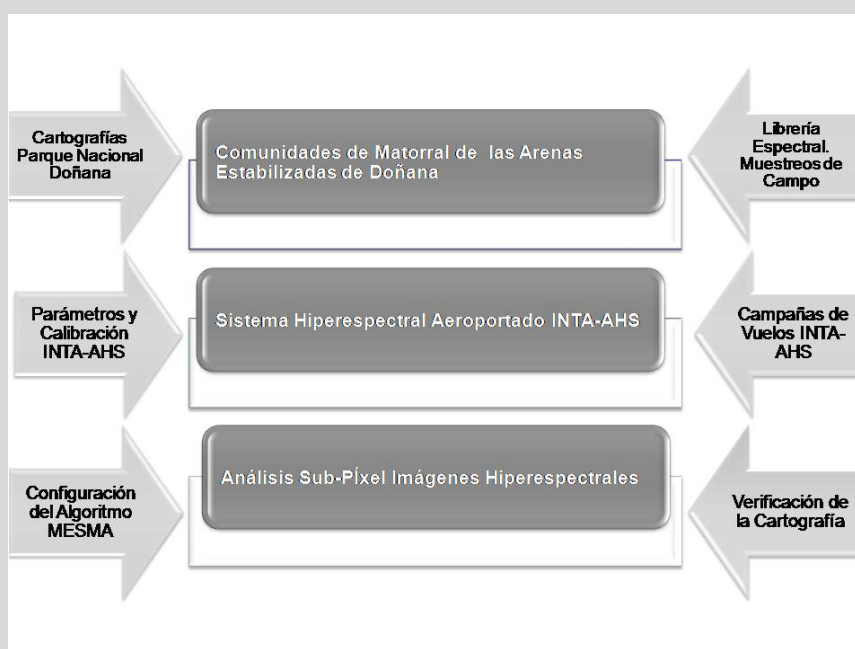 Cartografías
Parque Nacional
Doñana
Comunidades de Matorral de las Arenas
Estabilizadas de Doñana
Librería
Espectral.
Muestreos de
Campo
Parámetros y
Calibración
INTA-AHS
Sistema Hiperespectral Aeroportado INTA-AHS
Campañas de
Vuelos INTA-
AHS
Configuración
del Algoritmo
MESMA
Análisis Sub-PÍxel Imágenes Hiperespectrales
Verificación de
la Cartografía